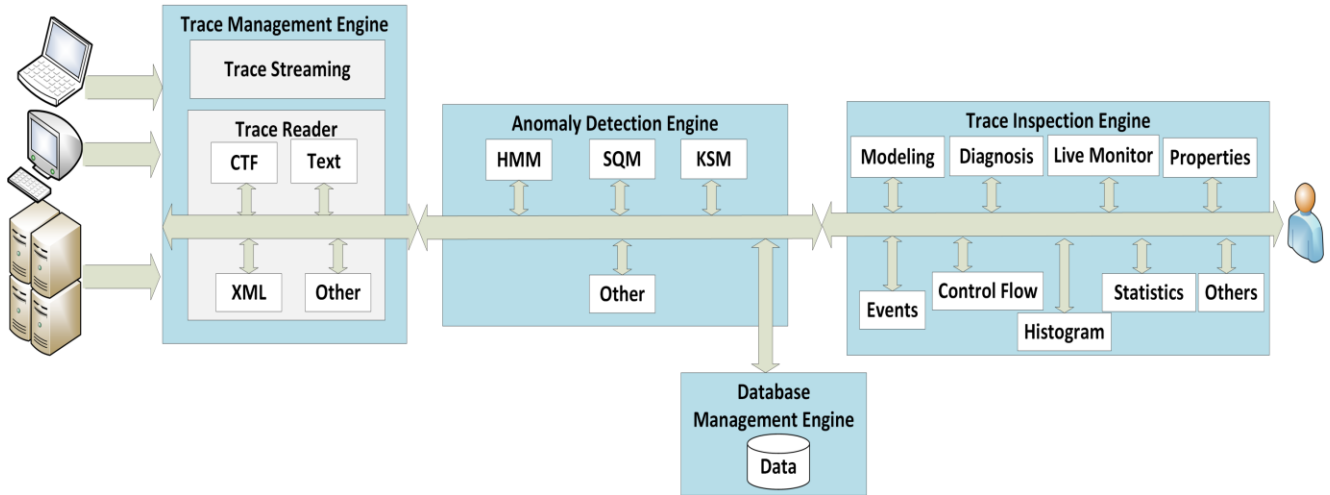 Trace Management Engine
Trace Streaming
Trace Reader
CTF
Text
XML
Other
Anomaly Detection Engine
HMM
SQM
KSM
Other
Database
Management Engine
Data
Trace Inspection Engine
Modeling
Diagnosis
Live Monitor
Properties
Events
Control Flow
Histogram
Statistics
Others